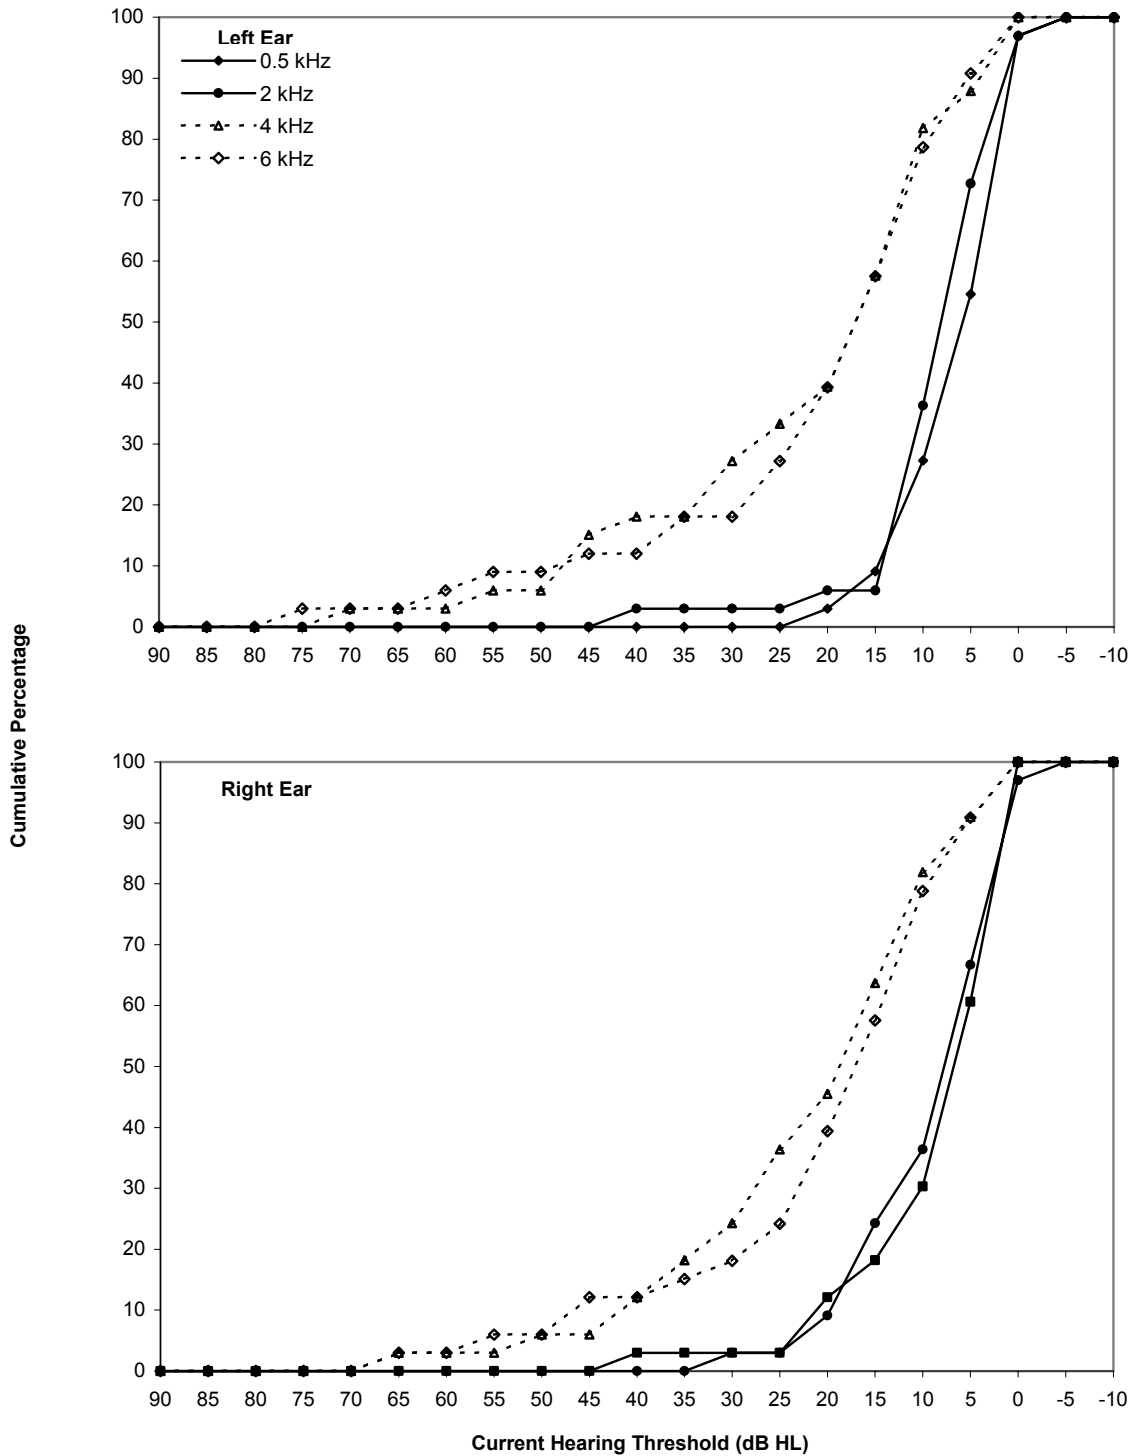 100
Left Ear
0.5 kHz
90
2 kHz
4 kHz
80
6 kHz
70
60
50
40
30
20
10
0
90 85 80 75 70 65 60 55 50 45 40 35 30 25 20 15 10 5 0 -5 -10
Cumulative Percentage
100
Right Ear
90
80
70
60
50
40
30
20
10
0
90 85 80 75 70 65 60 55 50 45 40 35 30 25 20 15 10 5 0 -5 -10
Current Hearing Threshold (dB HL)